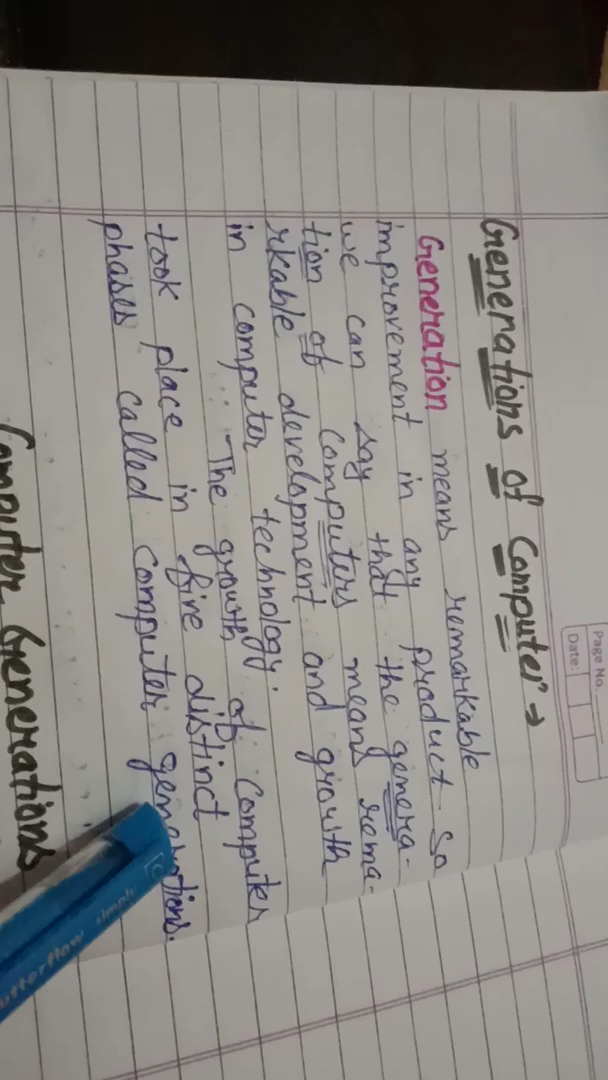 Page No.
Date:
Generations of Computer →
Generation means remarkable
improvement in any product. So
we can say that the genera-
tion of Computers means rema-
rkable development and growth
in computer technology.
The growth of computer
took place in five distinct
phases called computer generations.
Computer Generations
utterflow simpl